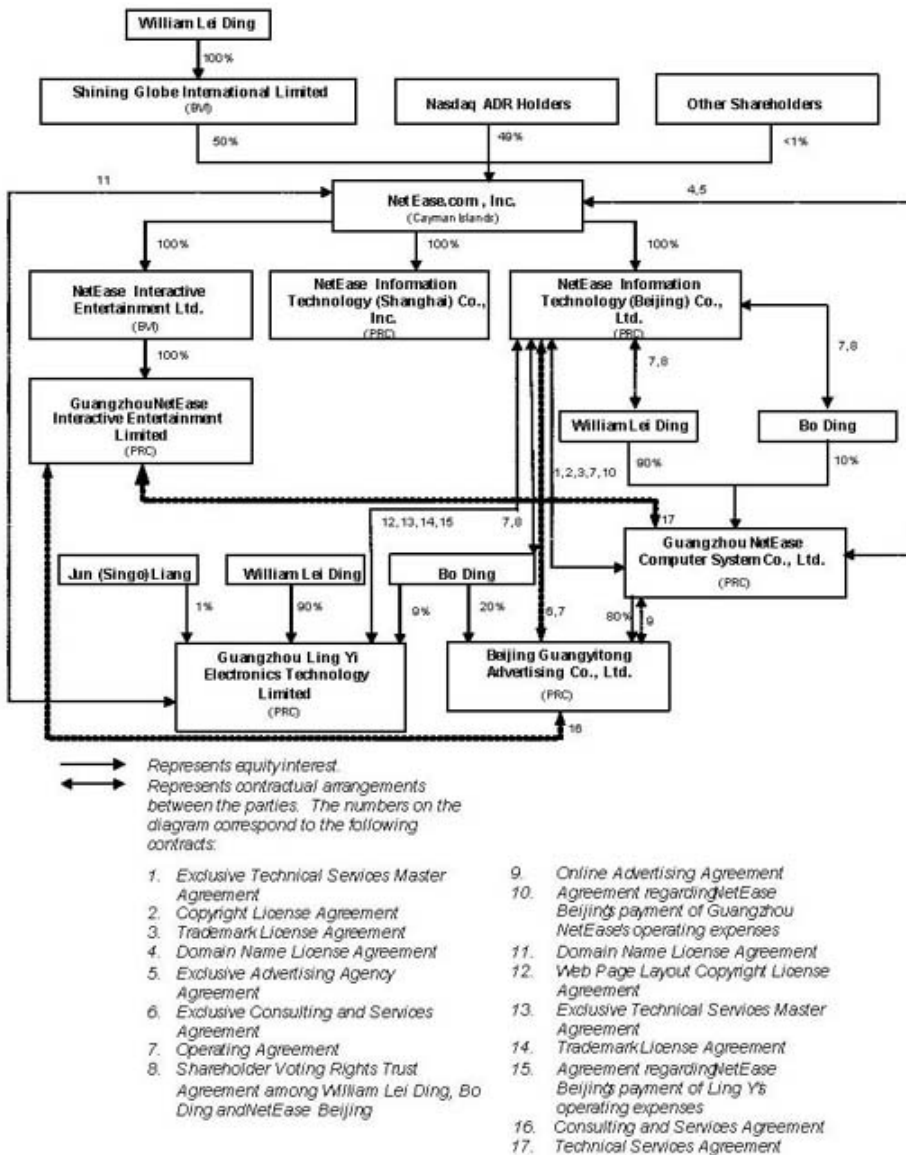 William Lei Ding
100%
Shining Globe International Limited
(BVI)
Nasdaq ADR Holders
Other Shareholders
50%
49%
<1%
11
4,5
NetEase.com, Inc.
(Cayman Islands)
100%
100%
100%
NetEase Interactive
Entertainment Ltd.
(BVI)
NetEase Information
Technology (Shanghai) Co.,
Inc.
(PRC)
NetEase Information
Technology (Beijing) Co.,
Ltd.
(PRC)
100%
7,8
7,8
Guangzhou NetEase
Interactive Entertainment
Limited
(PRC)
William Lei Ding
Bo Ding
1,2,3,7,10
90%
10%
12,13,14,15
7,8
17
Guangzhou NetEase
Computer System Co., Ltd.
(PRC)
Jun (Singo) Liang
William Lei Ding
Bo Ding
1%
90%
9%
20%
6,7
80%
9
Guangzhou Ling Yi
Electronics Technology
Limited
(PRC)
Beijing Guangyitong
Advertising Co., Ltd.
(PRC)
16
Represents equity interest.
Represents contractual arrangements
between the parties. The numbers on the
diagram correspond to the following
contracts:
1. Exclusive Technical Services Master
Agreement
2. Copyright License Agreement
3. Trademark License Agreement
4. Domain Name License Agreement
5. Exclusive Advertising Agency
Agreement
6. Exclusive Consulting and Services
Agreement
7. Operating Agreement
8. Shareholder Voting Rights Trust
Agreement among William Lei Ding, Bo
Ding and NetEase Beijing
9. Online Advertising Agreement
10. Agreement regarding NetEase
Beijing's payment of Guangzhou
NetEase's operating expenses
11. Domain Name License Agreement
12. Web Page Layout Copyright License
Agreement
13. Exclusive Technical Services Master
Agreement
14. Trademark License Agreement
15. Agreement regarding NetEase
Beijing's payment of Ling Yi's
operating expenses
16. Consulting and Services Agreement
17. Technical Services Agreement